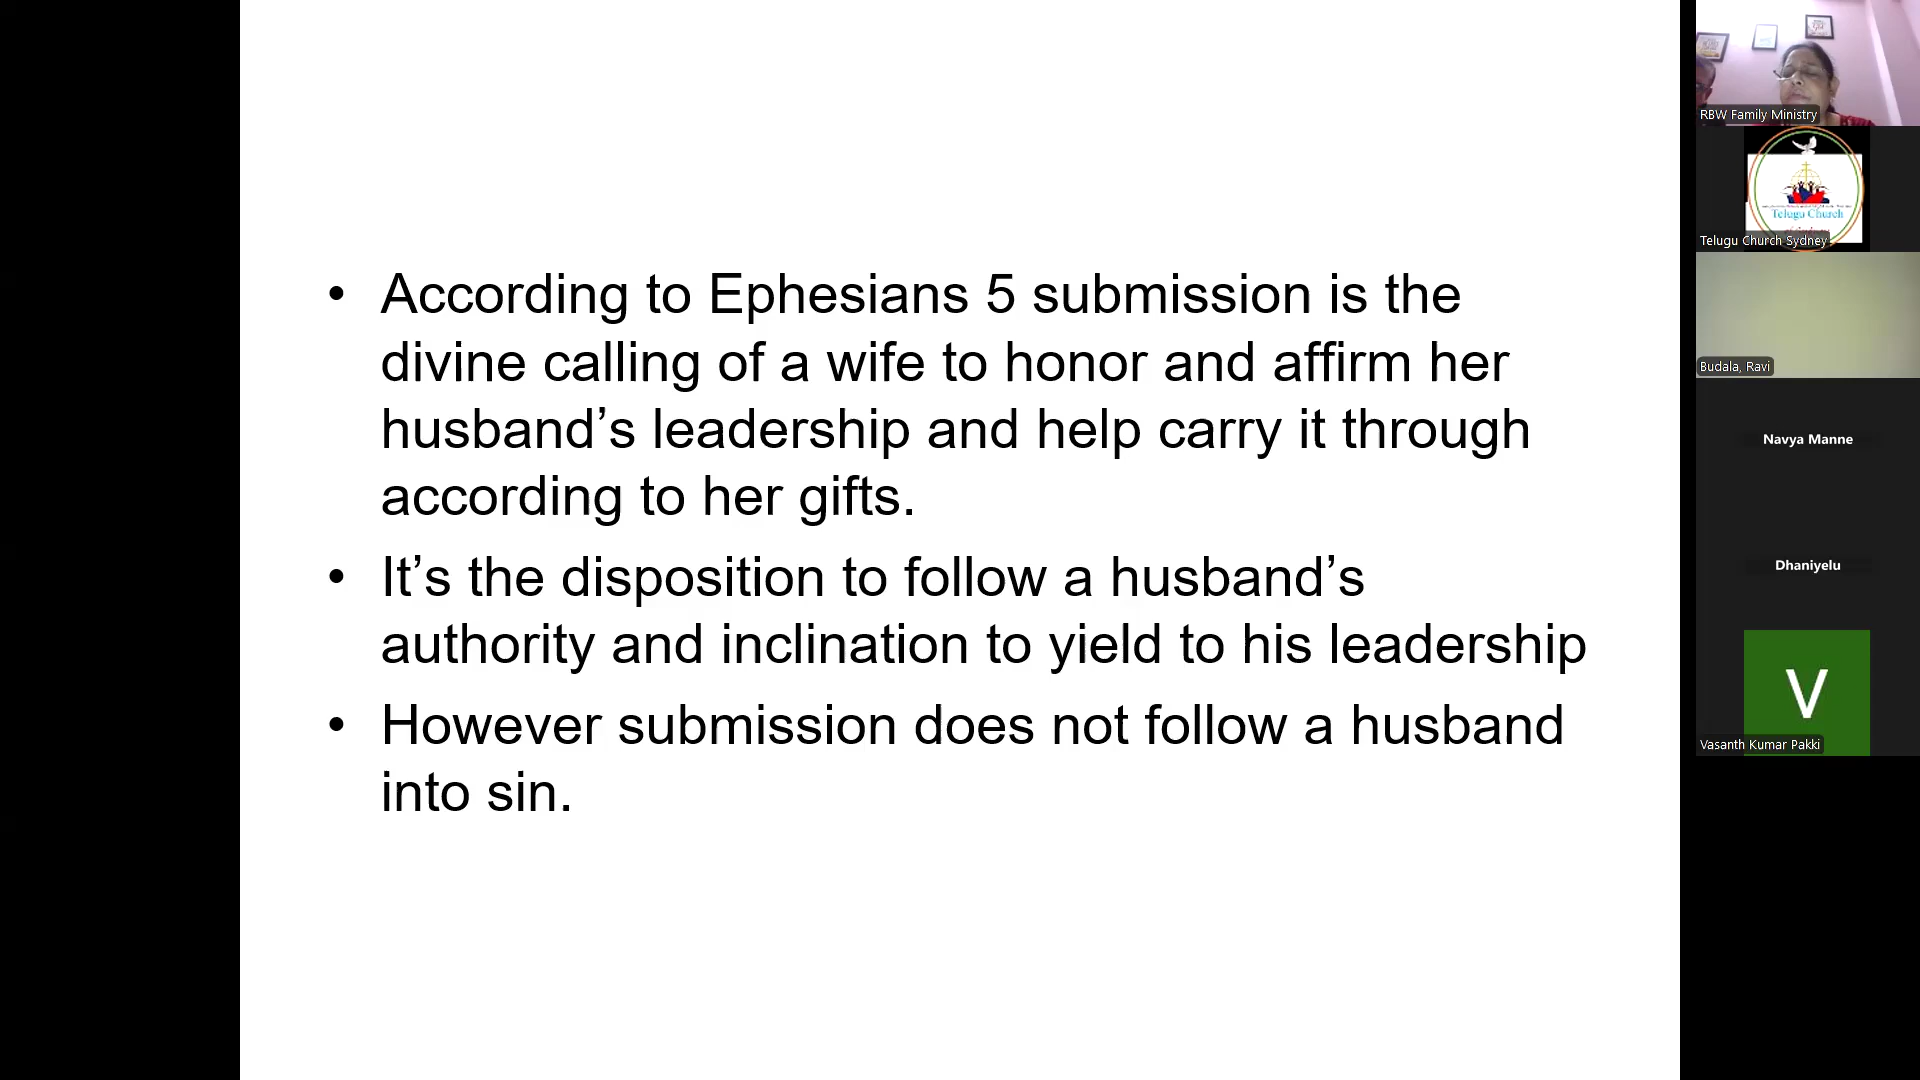 • According to Ephesians 5 submission is the
divine calling of a wife to honor and affirm her
husband’s leadership and help carry it through
according to her gifts.
• It’s the disposition to follow a husband’s
authority and inclination to yield to his leadership
• However submission does not follow a husband
into sin.
RBW Family Ministry
Telugu Church
Telugu Church Sydney
Budala, Ravi
Navya Manne
Dhaniyelu
V
Vasanth Kumar Pakki